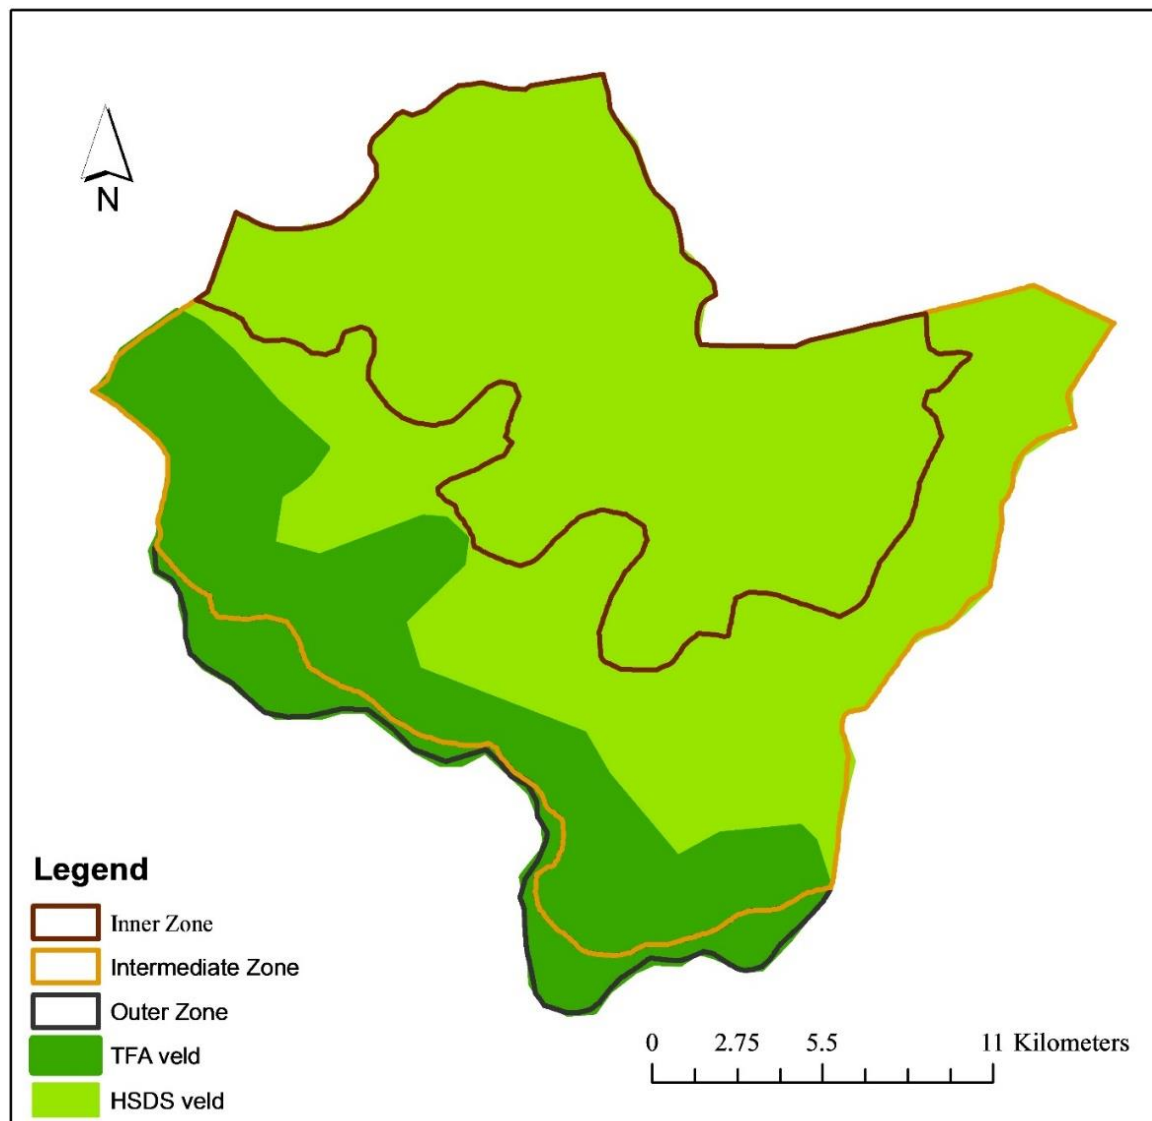 N
Legend
Inner Zone
Intermediate Zone
Outer Zone
TFA veld
HSDS veld
0 2.75 5.5 11 Kilometers